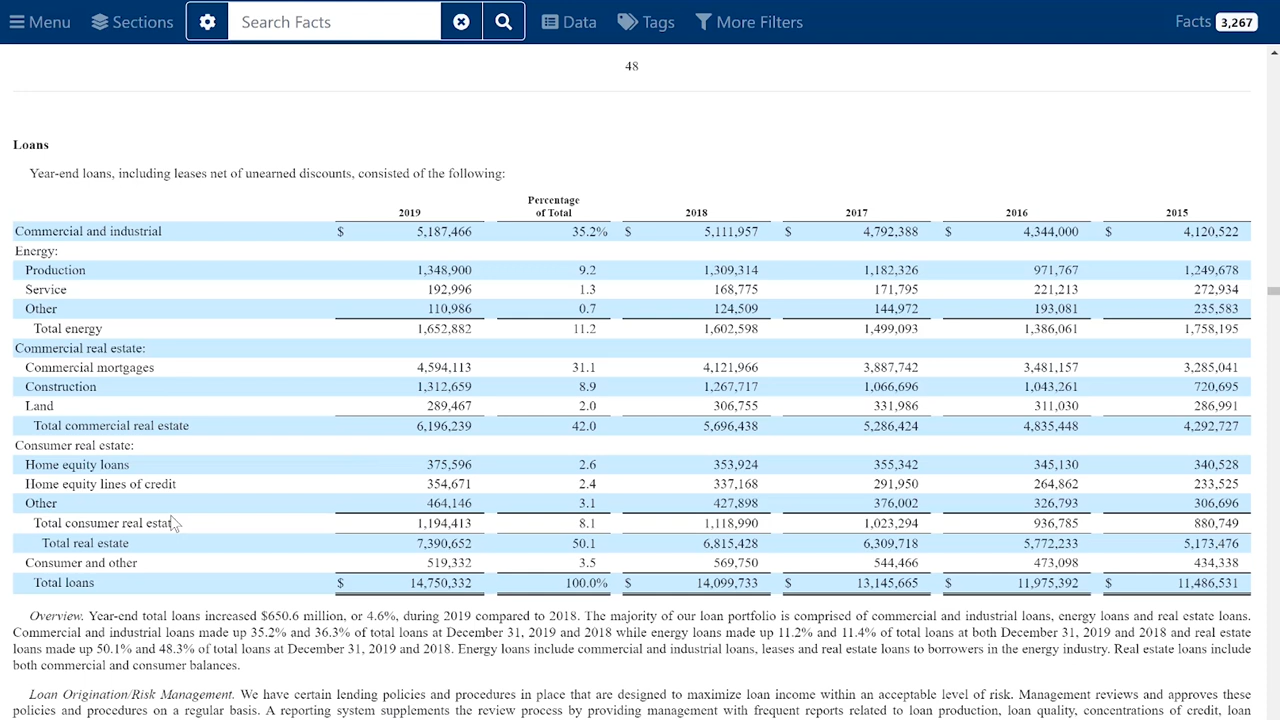 Menu Sections Search Facts Data Tags More Filters Facts 3,267
48
Loans
Year-end loans, including leases net of unearned discounts, consisted of the following:
Percentage
2019 of Total 2018 2017 2016 2015
Commercial and industrial $ 5,187,466 35.2% $ 5,111,957 $ 4,792,388 $ 4,344,000 $ 4,120,522
Energy:
Production 1,348,900 9.2 1,309,314 1,182,326 971,767 1,249,678
Service 192,996 1.3 168,775 171,795 221,213 272,934
Other 110,986 0.7 124,509 144,972 193,081 235,583
Total energy 1,652,882 11.2 1,602,598 1,499,093 1,386,061 1,758,195
Commercial real estate:
Commercial mortgages 4,594,113 31.1 4,121,966 3,887,742 3,481,157 3,285,041
Construction 1,312,659 8.9 1,267,717 1,066,696 1,043,261 720,695
Land 289,467 2.0 306,755 331,986 311,030 286,991
Total commercial real estate 6,196,239 42.0 5,696,438 5,286,424 4,835,448 4,292,727
Consumer real estate:
Home equity loans 375,596 2.6 353,924 355,342 345,130 340,528
Home equity lines of credit 354,671 2.4 337,168 291,950 264,862 233,525
Other 464,146 3.1 427,898 376,002 326,793 306,696
Total consumer real estate 1,194,413 8.1 1,118,990 1,023,294 936,785 880,749
Total real estate 7,390,652 50.1 6,815,428 6,309,718 5,772,233 5,173,476
Consumer and other 519,332 3.5 569,750 544,466 473,098 434,338
Total loans $ 14,750,332 100.0% $ 14,099,733 $ 13,145,665 $ 11,975,392 $ 11,486,531
Overview. Year-end total loans increased $650.6 million, or 4.6%, during 2019 compared to 2018. The majority of our loan portfolio is comprised of commercial and industrial loans, energy loans and real estate loans.
Commercial and industrial loans made up 35.2% and 36.3% of total loans at December 31, 2019 and 2018 while energy loans made up 11.2% and 11.4% of total loans at both December 31, 2019 and 2018 and real estate
loans made up 50.1% and 48.3% of total loans at December 31, 2019 and 2018. Energy loans include commercial and industrial loans, leases and real estate loans to borrowers in the energy industry. Real estate loans include
both commercial and consumer balances.
Loan Origination/Risk Management. We have certain lending policies and procedures in place that are designed to maximize loan income within an acceptable level of risk. Management reviews and approves these
policies and procedures on a regular basis. A reporting system supplements the review process by providing management with frequent reports related to loan production, loan quality, concentrations of credit, loan